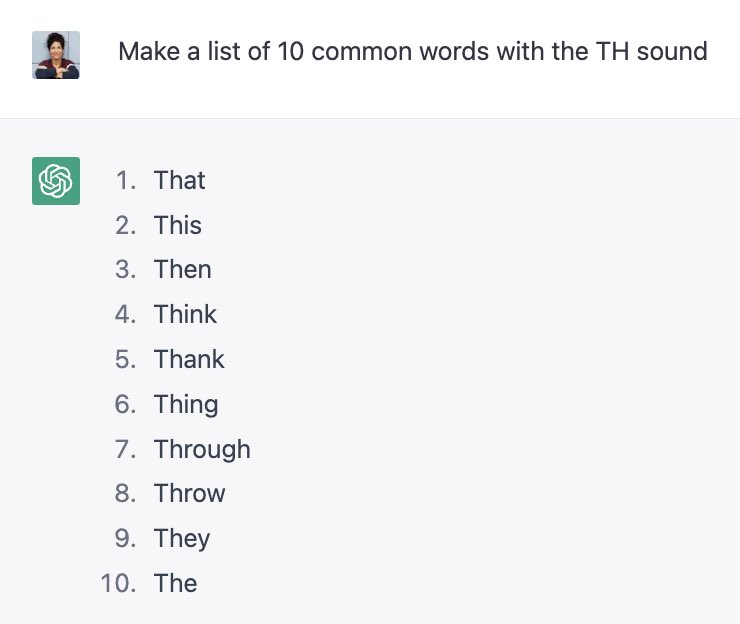 Make a list of 10 common words with the TH sound
1. That
2. This
3. Then
4. Think
5. Thank
6. Thing
7. Through
8. Throw
9. They
10. The